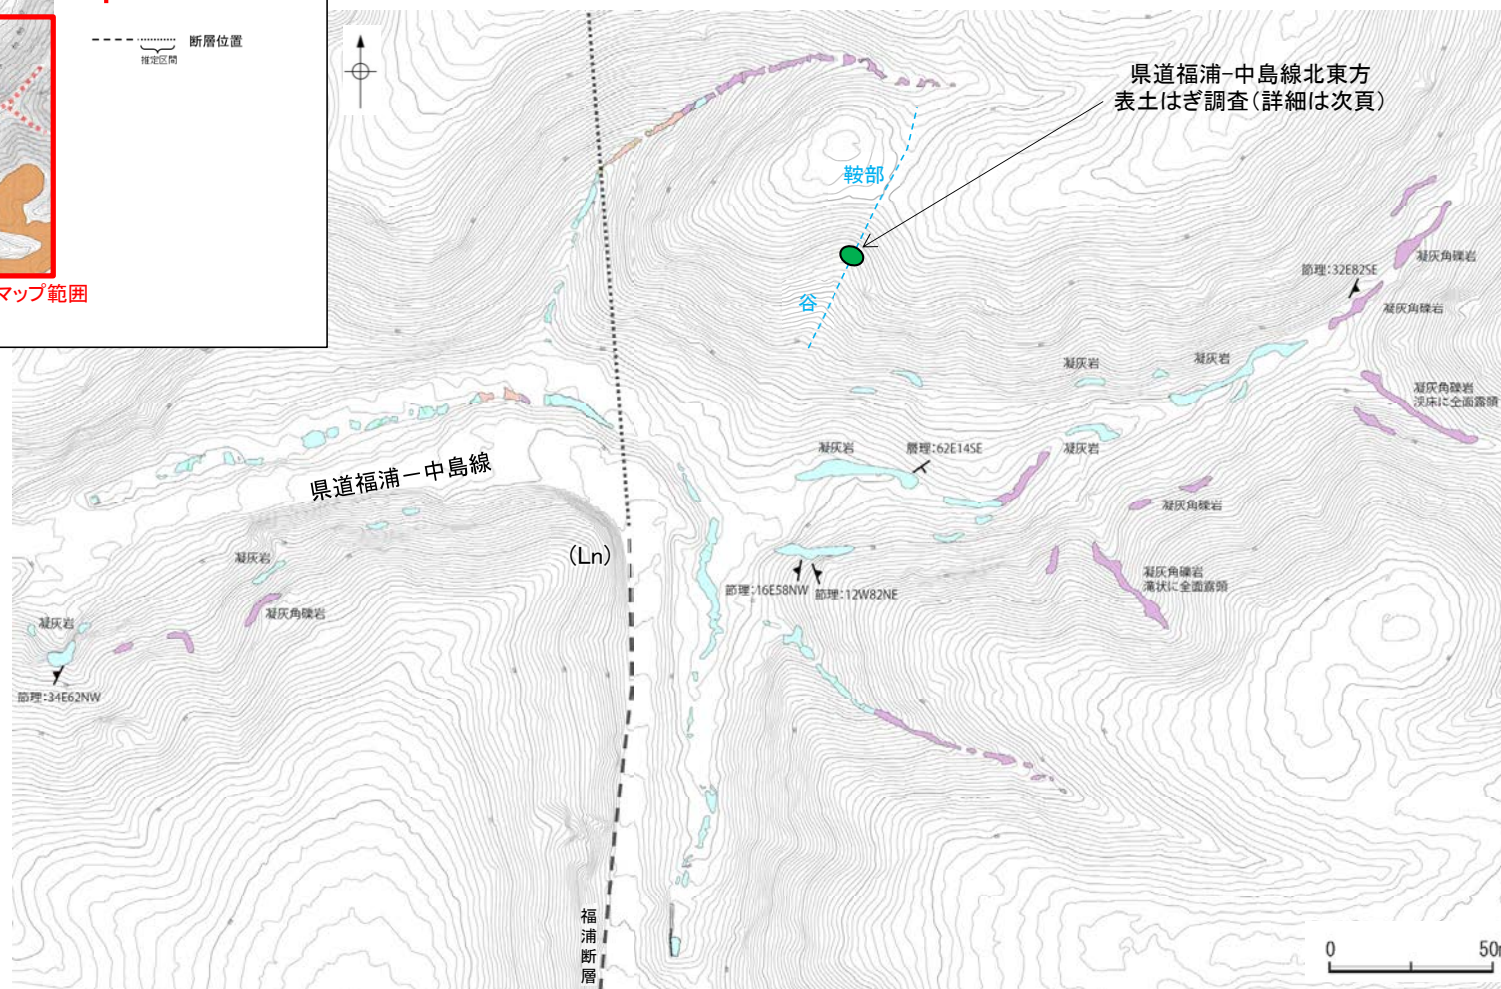 断層位置
推定区間
マップ範囲
県道福浦-中島線北東方
表土はぎ調査(詳細は次頁)
鞍部
谷
凝灰角礫岩
節理:32E82SE
凝灰角礫岩
凝灰岩
凝灰岩
凝灰角礫岩
渓床に全面露頭
凝灰岩
層理:62E14SE
凝灰岩
県道福浦-中島線
凝灰角礫岩
(Ln)
凝灰岩
凝灰角礫岩
滝状に全面露頭
節理:16E58NW
節理:12W82NE
凝灰角礫岩
凝灰岩
節理:34E62NW
福浦断層
0
50m